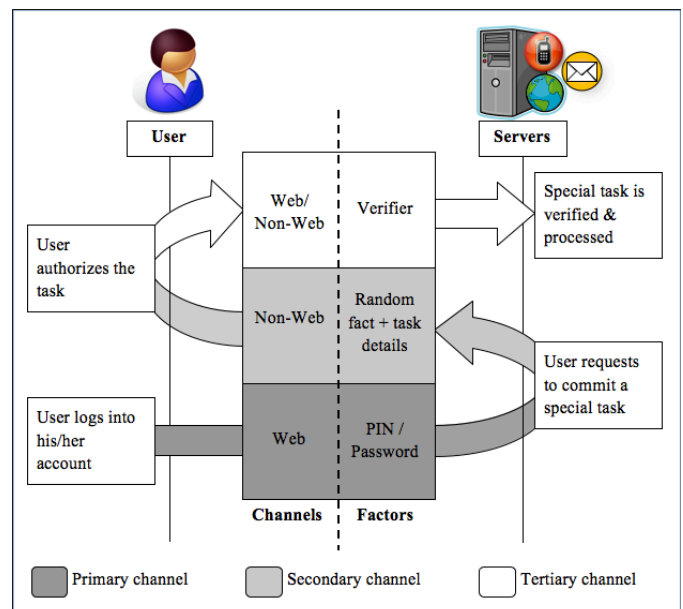 User
Servers
Web/
Non-Web
Verifier
Special task is
verified &
processed
User
authorizes the
task
Non-Web
Random
fact + task
details
User requests
to commit a
special task
User logs into
his/her
account
Web
PIN /
Password
Channels
Factors
Primary channel
Secondary channel
Tertiary channel